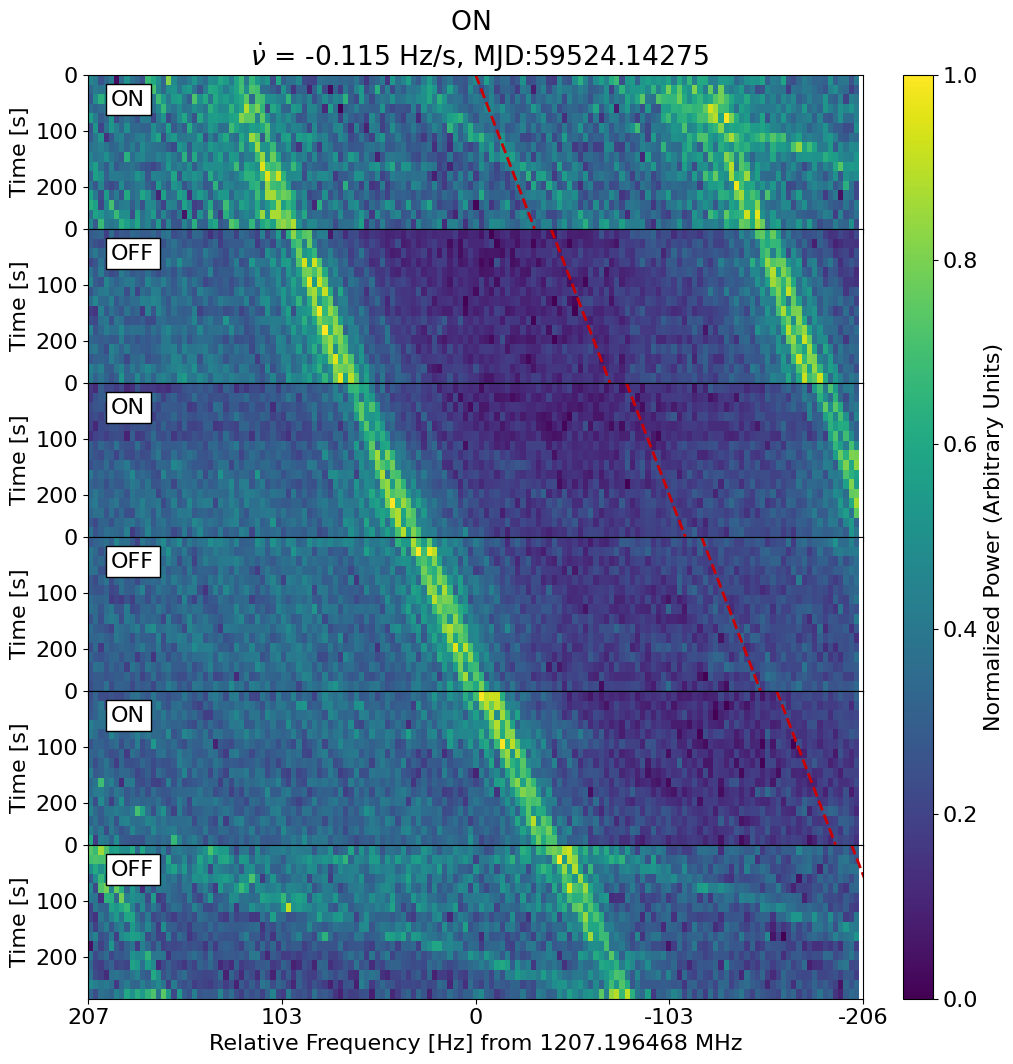 ON
ν̇ = -0.115 Hz/s, MJD:59524.14275
0
ON
100
Time [s]
200
0
OFF
100
Time [s]
200
0
ON
100
Time [s]
200
0
OFF
100
Time [s]
200
0
ON
100
Time [s]
200
0
OFF
100
Time [s]
200
207 103 0 -103 -206
Relative Frequency [Hz] from 1207.196468 MHz
1.0
0.8
0.6
0.4
0.2
0.0
Normalized Power (Arbitrary Units)